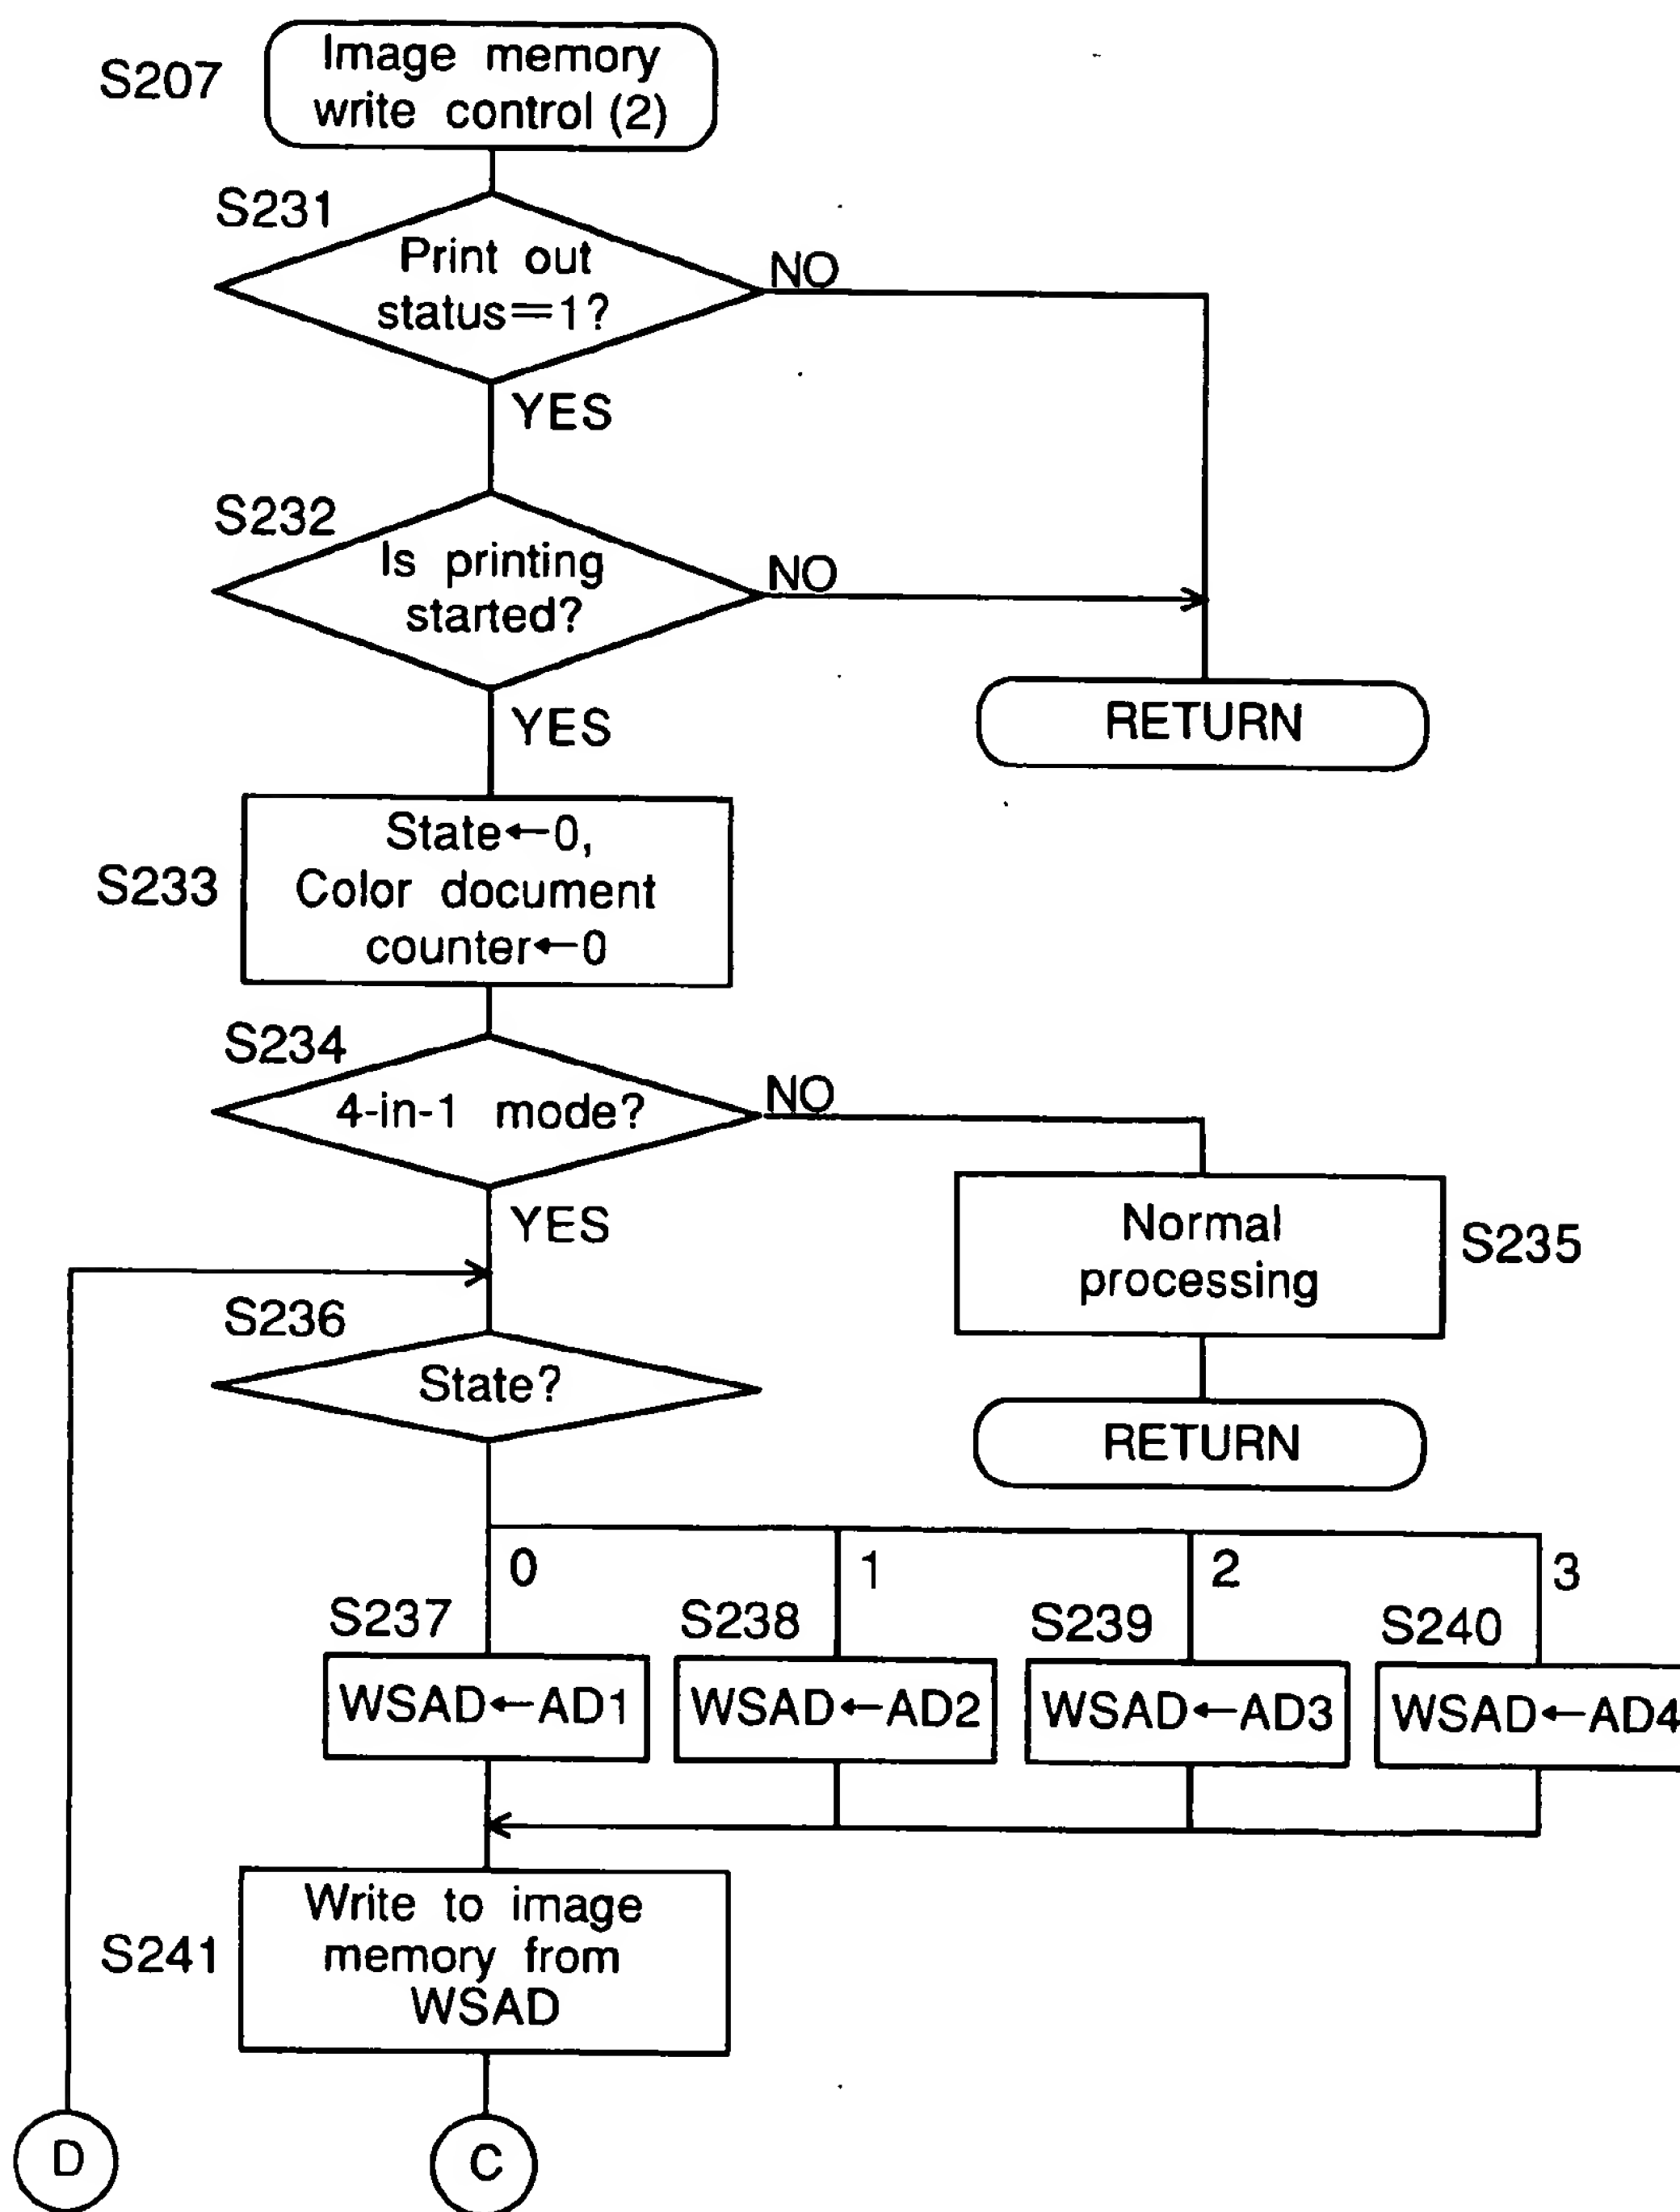 S207
Image memory
write control (2)
S231
Print out
status=1?
NO
YES
S232
Is printing
started?
NO
RETURN
YES
S233
State←0,
Color document
counter←0
S234
4-in-1 mode?
NO
YES
Normal
processing
S235
S236
State?
RETURN
0
1
2
3
S237
S238
S239
S240
WSAD←AD1
WSAD←AD2
WSAD←AD3
WSAD←AD4
S241
Write to image
memory from
WSAD
D
C